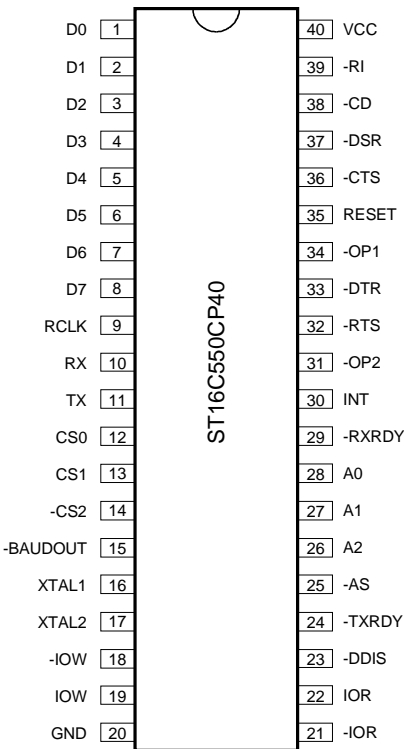 D0 1 40 VCC
D1 2 39 -RI
D2 3 38 -CD
D3 4 37 -DSR
D4 5 36 -CTS
D5 6 35 RESET
D6 7 34 -OP1
D7 8 33 -DTR
RCLK 9 32 -RTS
RX 10 31 -OP2
TX 11 30 INT
CS0 12 29 -RXRDY
CS1 13 28 A0
-CS2 14 27 A1
-BAUDOUT 15 26 A2
XTAL1 16 25 -AS
XTAL2 17 24 -TXRDY
-IOW 18 23 -DDIS
IOW 19 22 IOR
GND 20 21 -IOR
ST16C550CP40